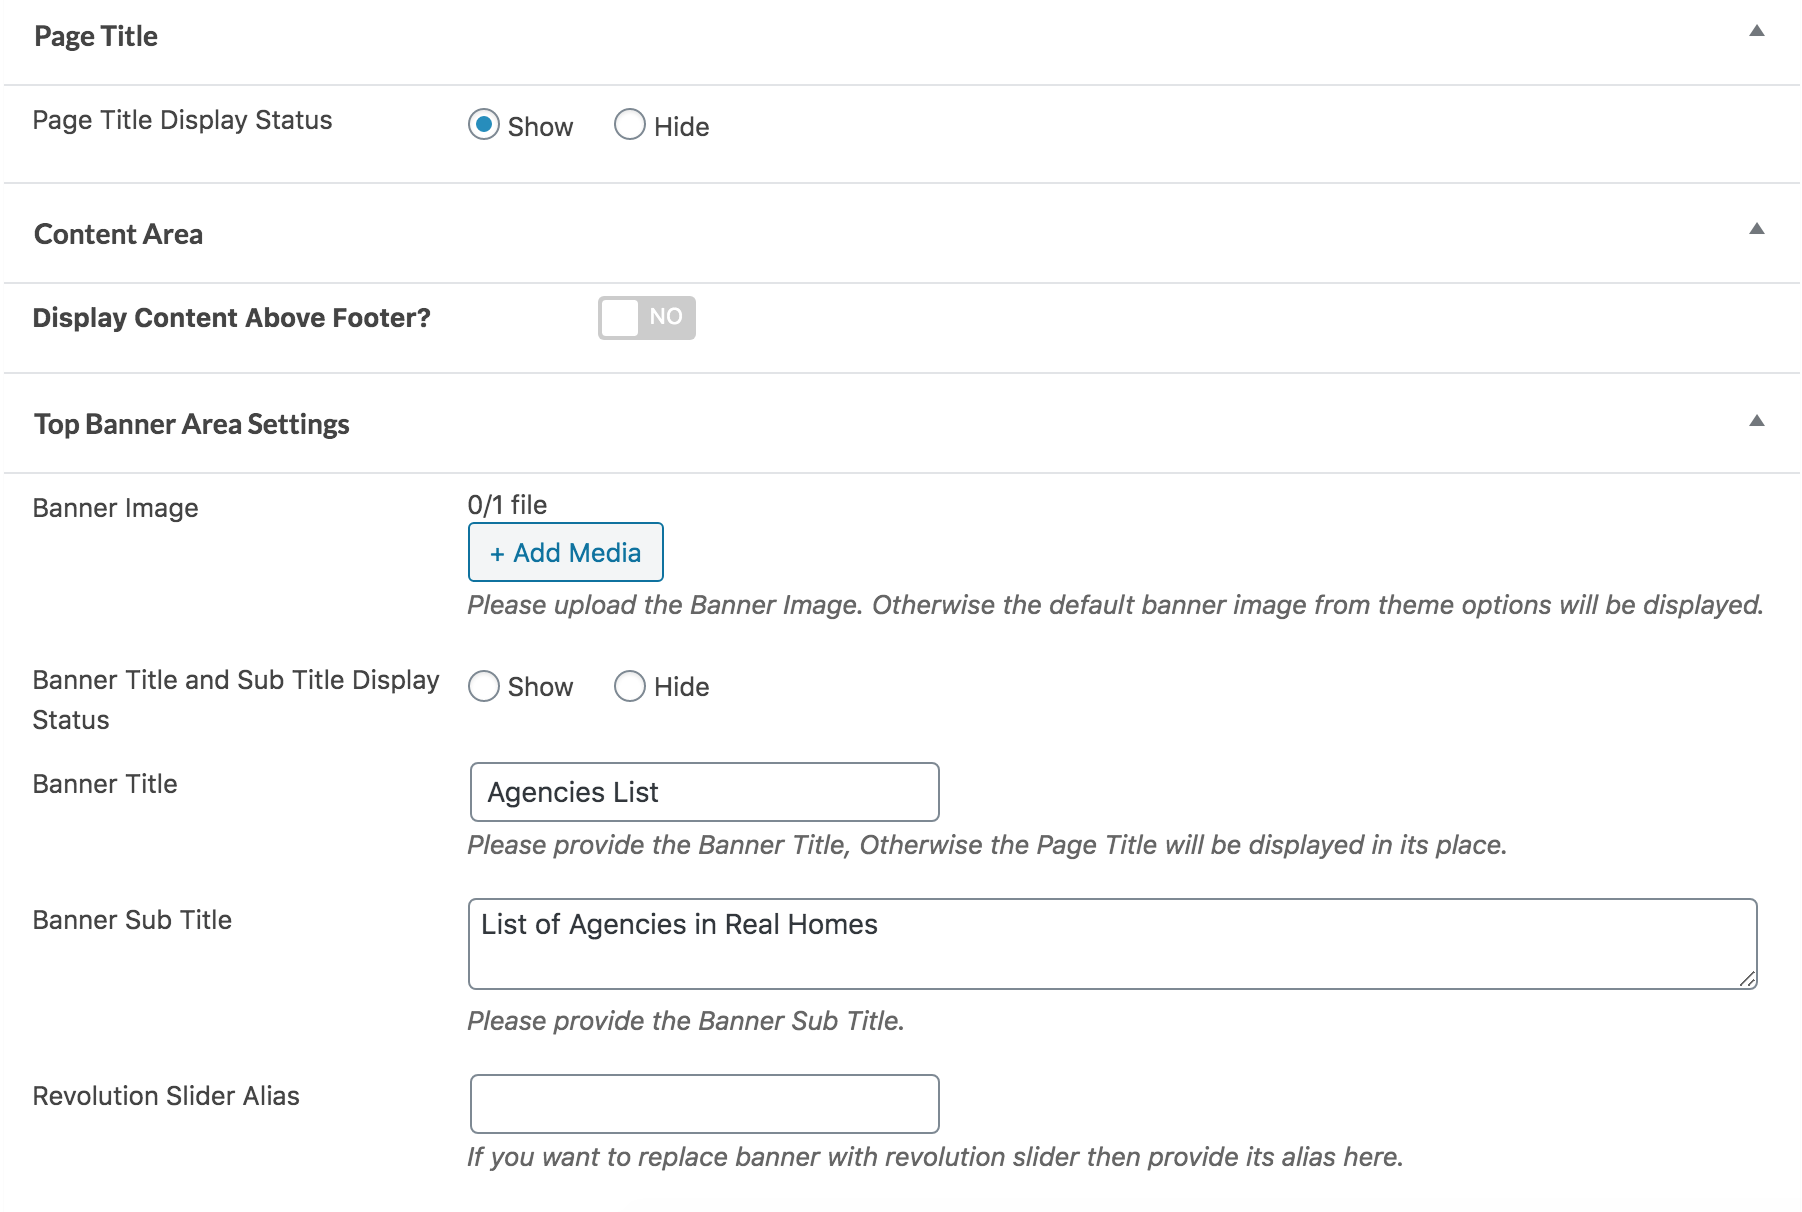 Page Title
Page Title Display Status
Show
Hide
Content Area
Display Content Above Footer?
NO
Top Banner Area Settings
Banner Image
0/1 file
+ Add Media
Please upload the Banner Image. Otherwise the default banner image from theme options will be displayed.
Banner Title and Sub Title Display
Status
Show
Hide
Banner Title
Agencies List
Please provide the Banner Title, Otherwise the Page Title will be displayed in its place.
Banner Sub Title
List of Agencies in Real Homes
Please provide the Banner Sub Title.
Revolution Slider Alias
If you want to replace banner with revolution slider then provide its alias here.